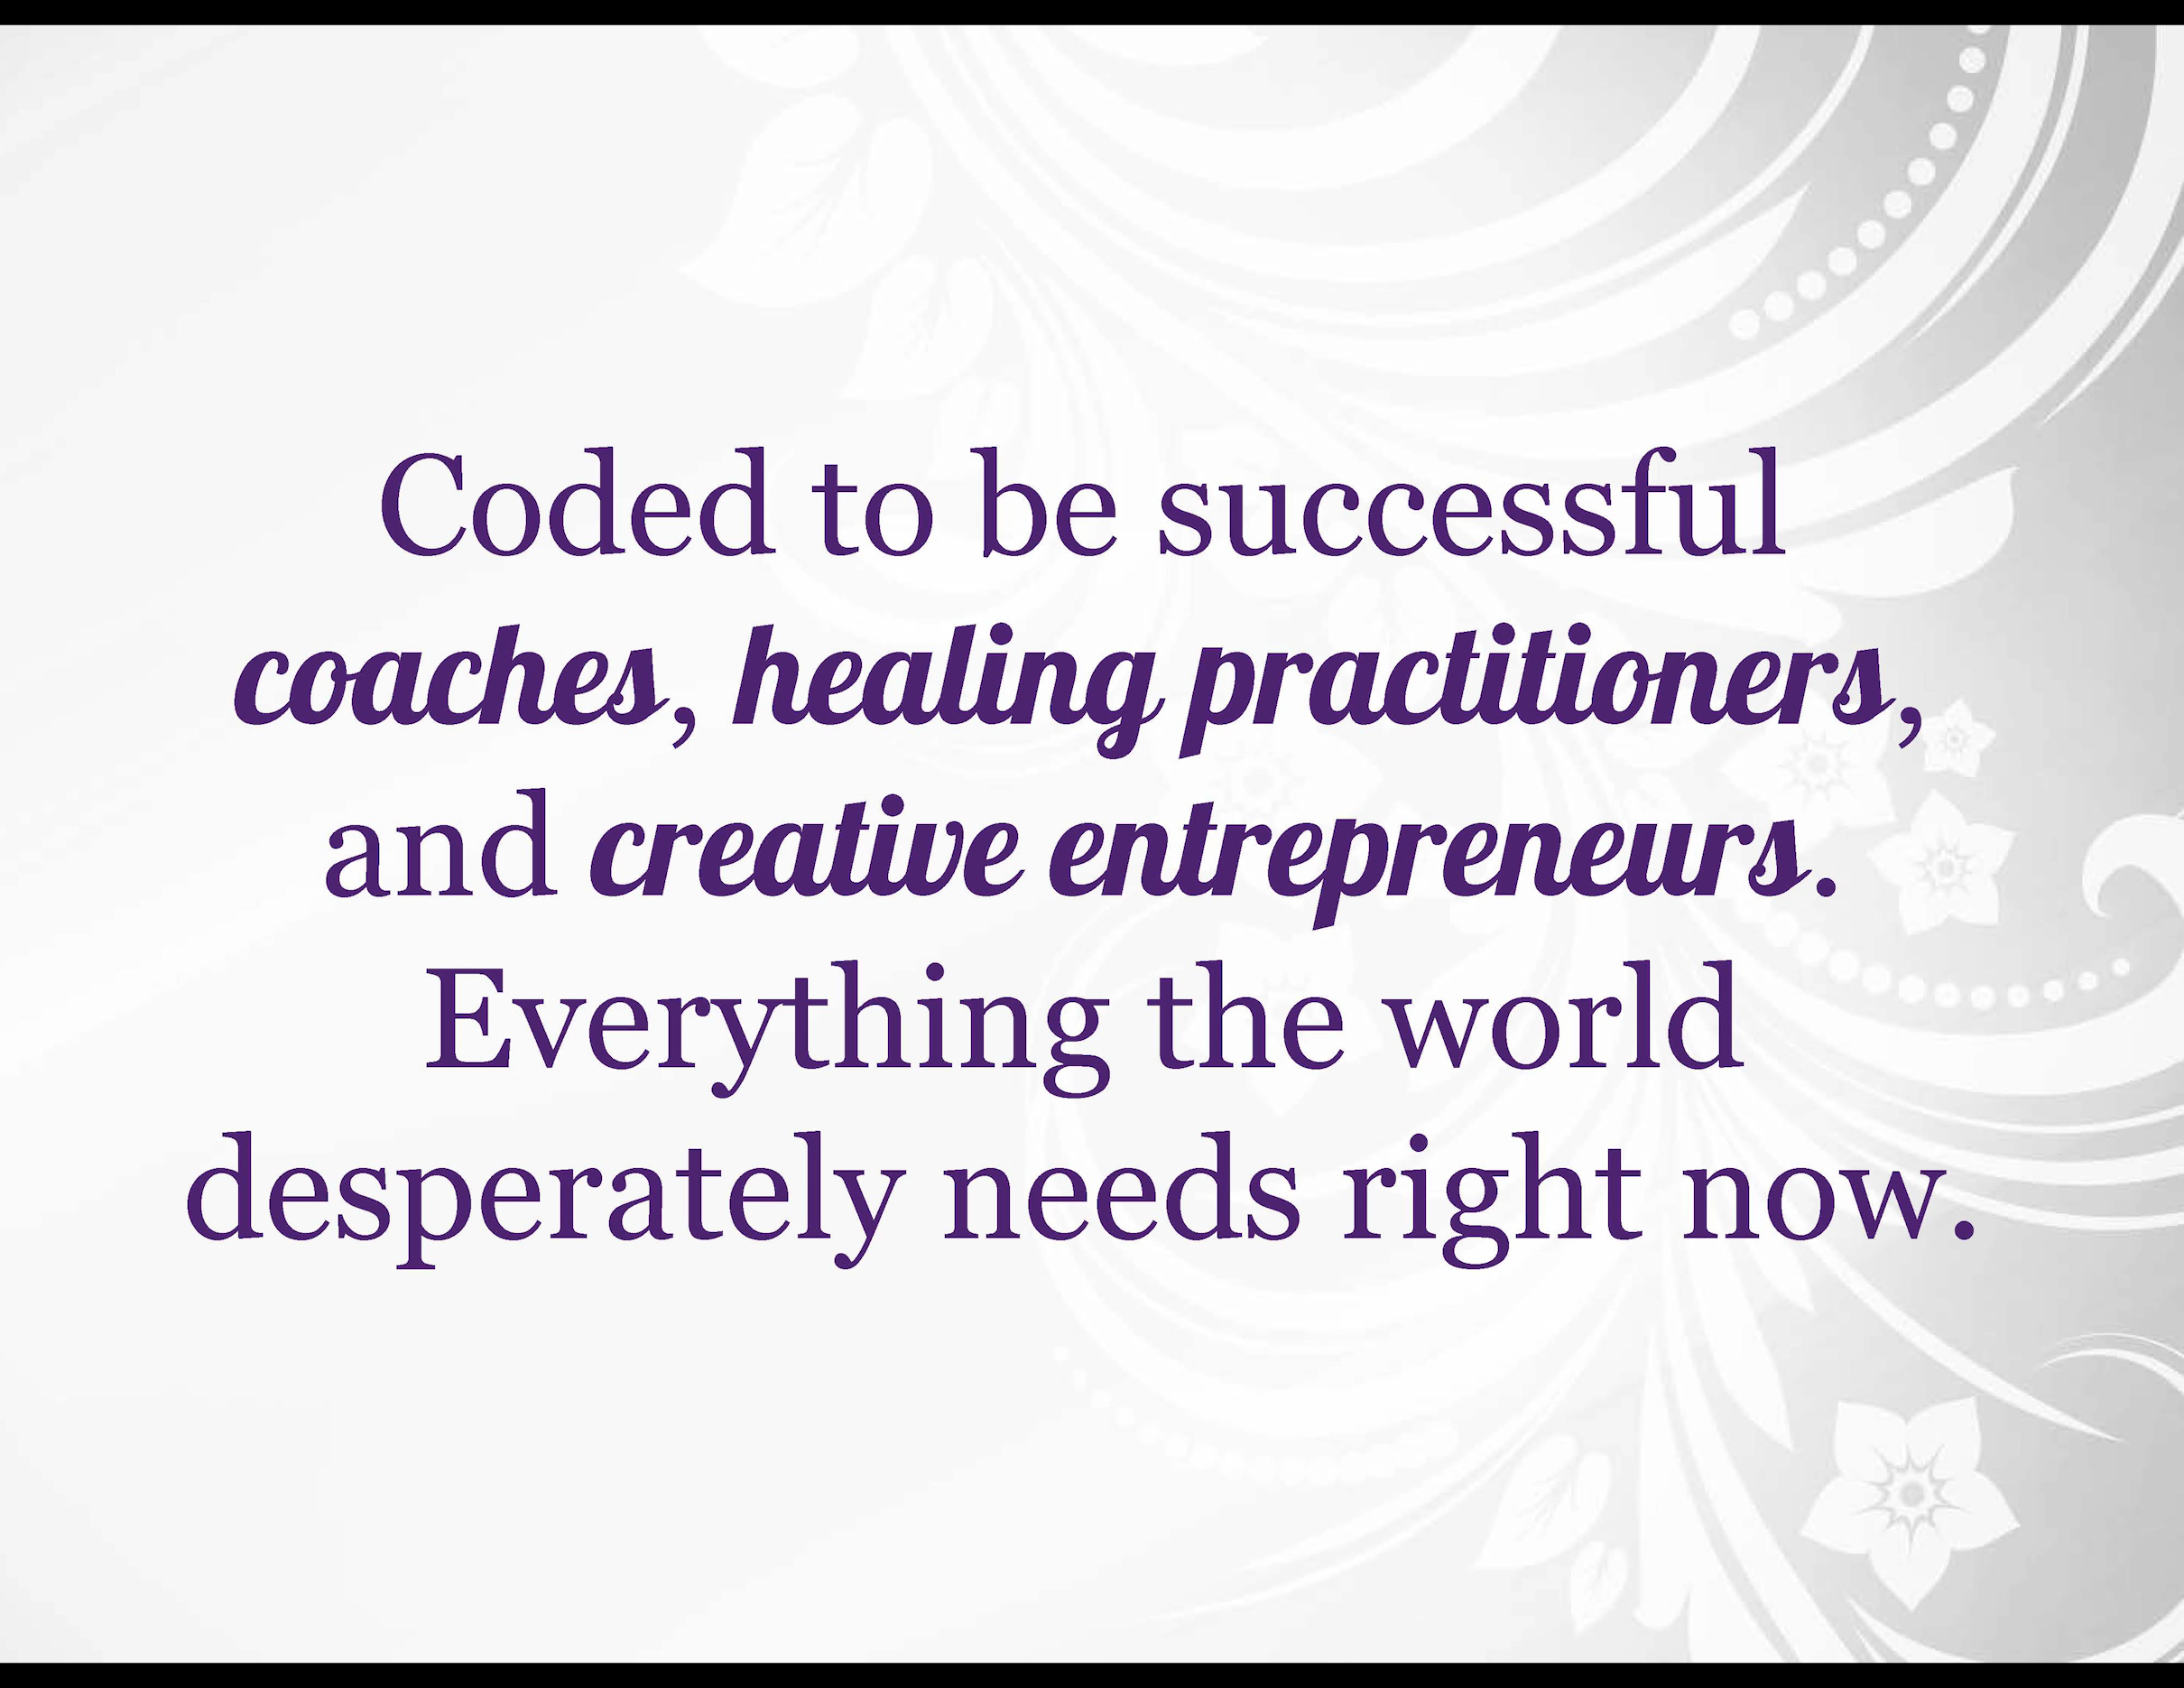 Coded to be successful
coaches, healing practitioners,
and creative entrepreneurs.
Everything the world
desperately needs right now.